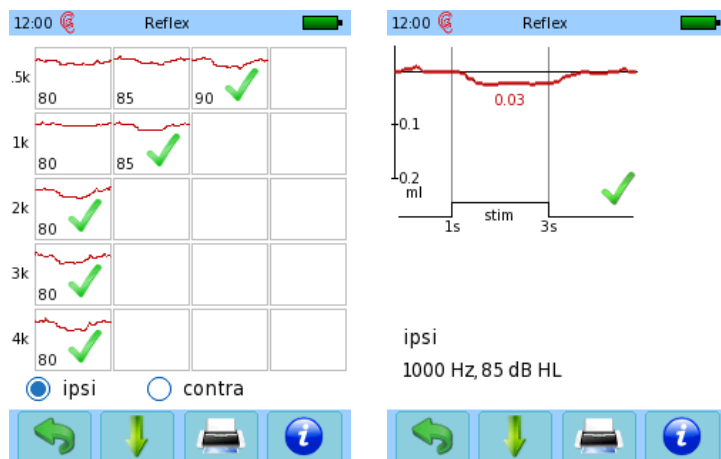 12:00 Reflex
.5k 80 85 90
1k 80 85
2k 80
3k 80
4k 80
ipsi contra
i
12:00 Reflex
0.03
0.1
0.2
ml
stim
1s 3s
ipsi
1000 Hz, 85 dB HL
i